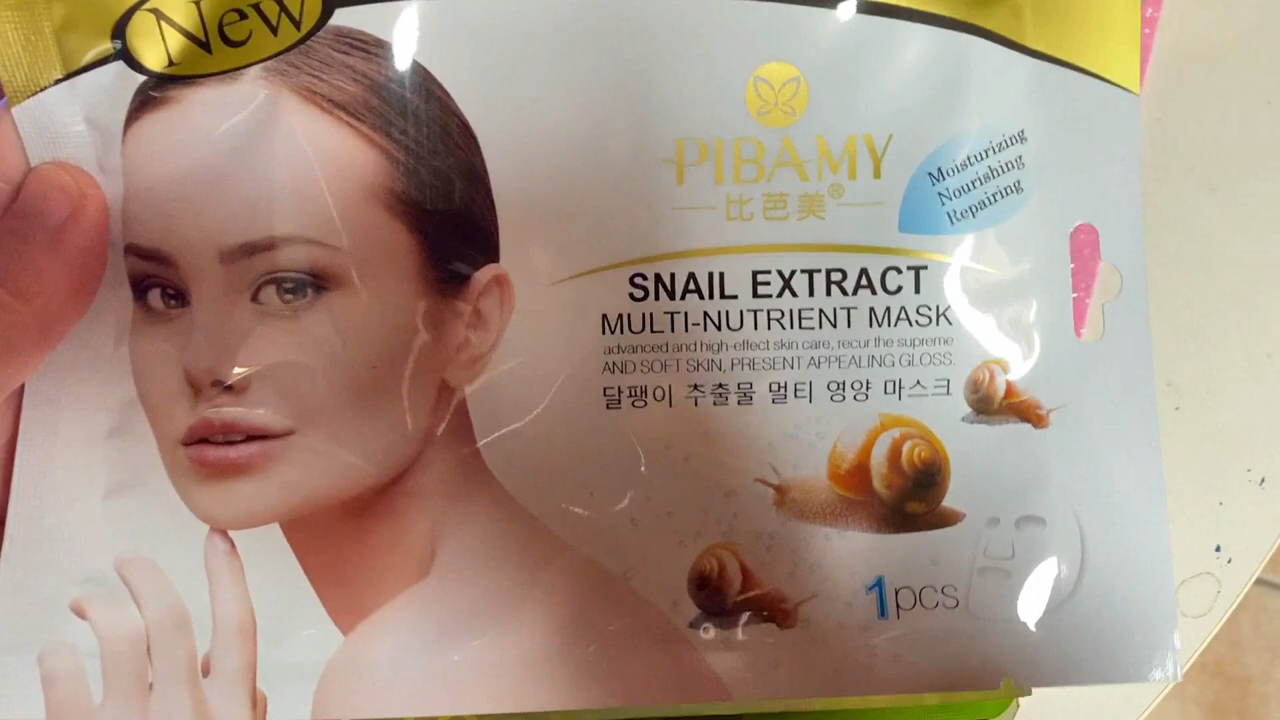 New
PIBAMY
比芭美®
Moisturizing
Nourishing
Repairing
SNAIL EXTRACT
MULTI-NUTRIENT MASK
advanced and high-effect skin care, recur the supreme
AND SOFT SKIN, PRESENT APPEALING GLOSS.
달팽이 추출물 멀티 영양 마스크
1pcs